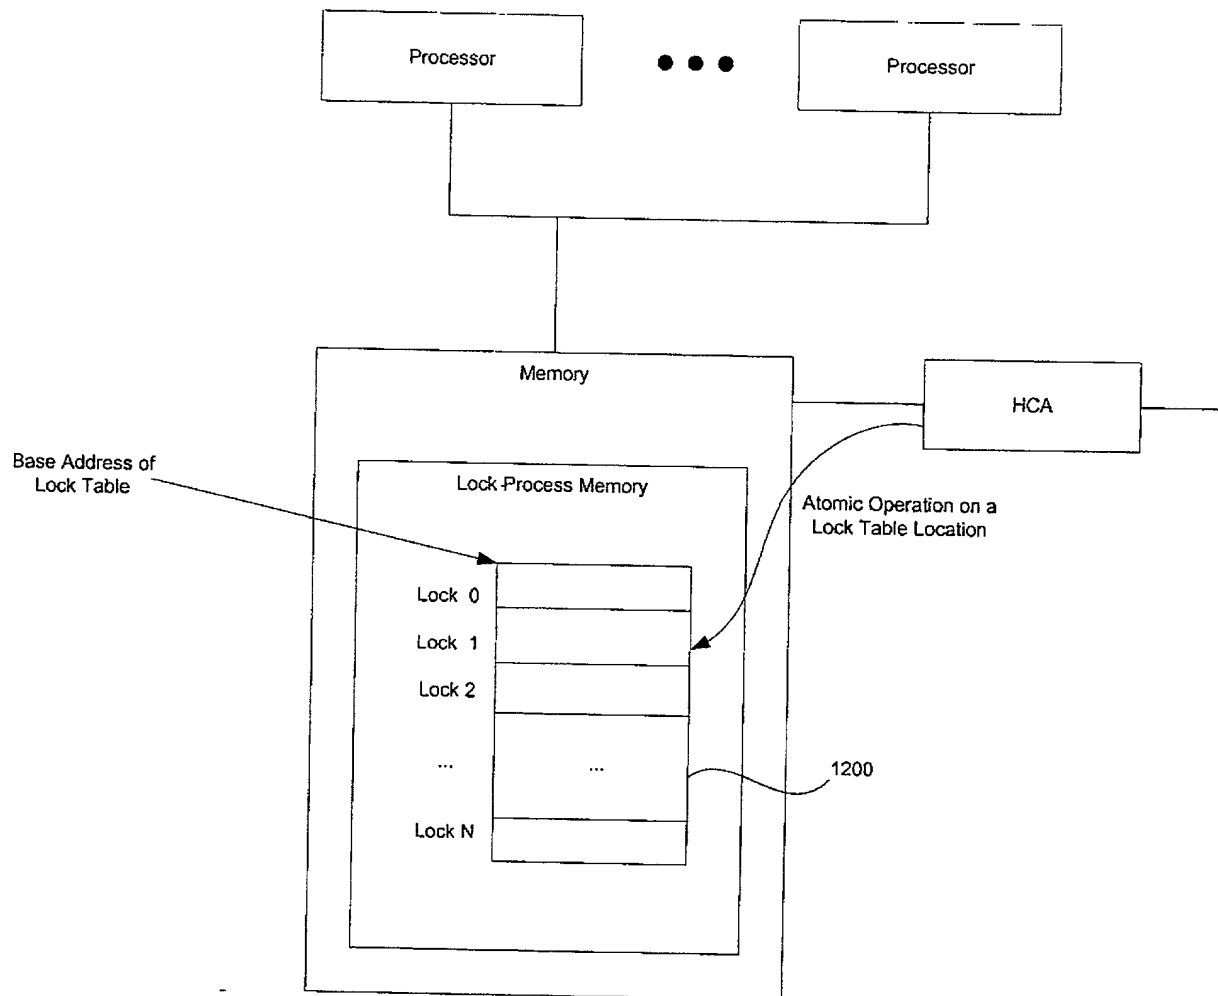 Processor
Processor
Memory
HCA
Base Address of
Lock Table
Lock-Process Memory
Atomic Operation on a
Lock Table Location
Lock 0
Lock 1
Lock 2
... ...
1200
Lock N